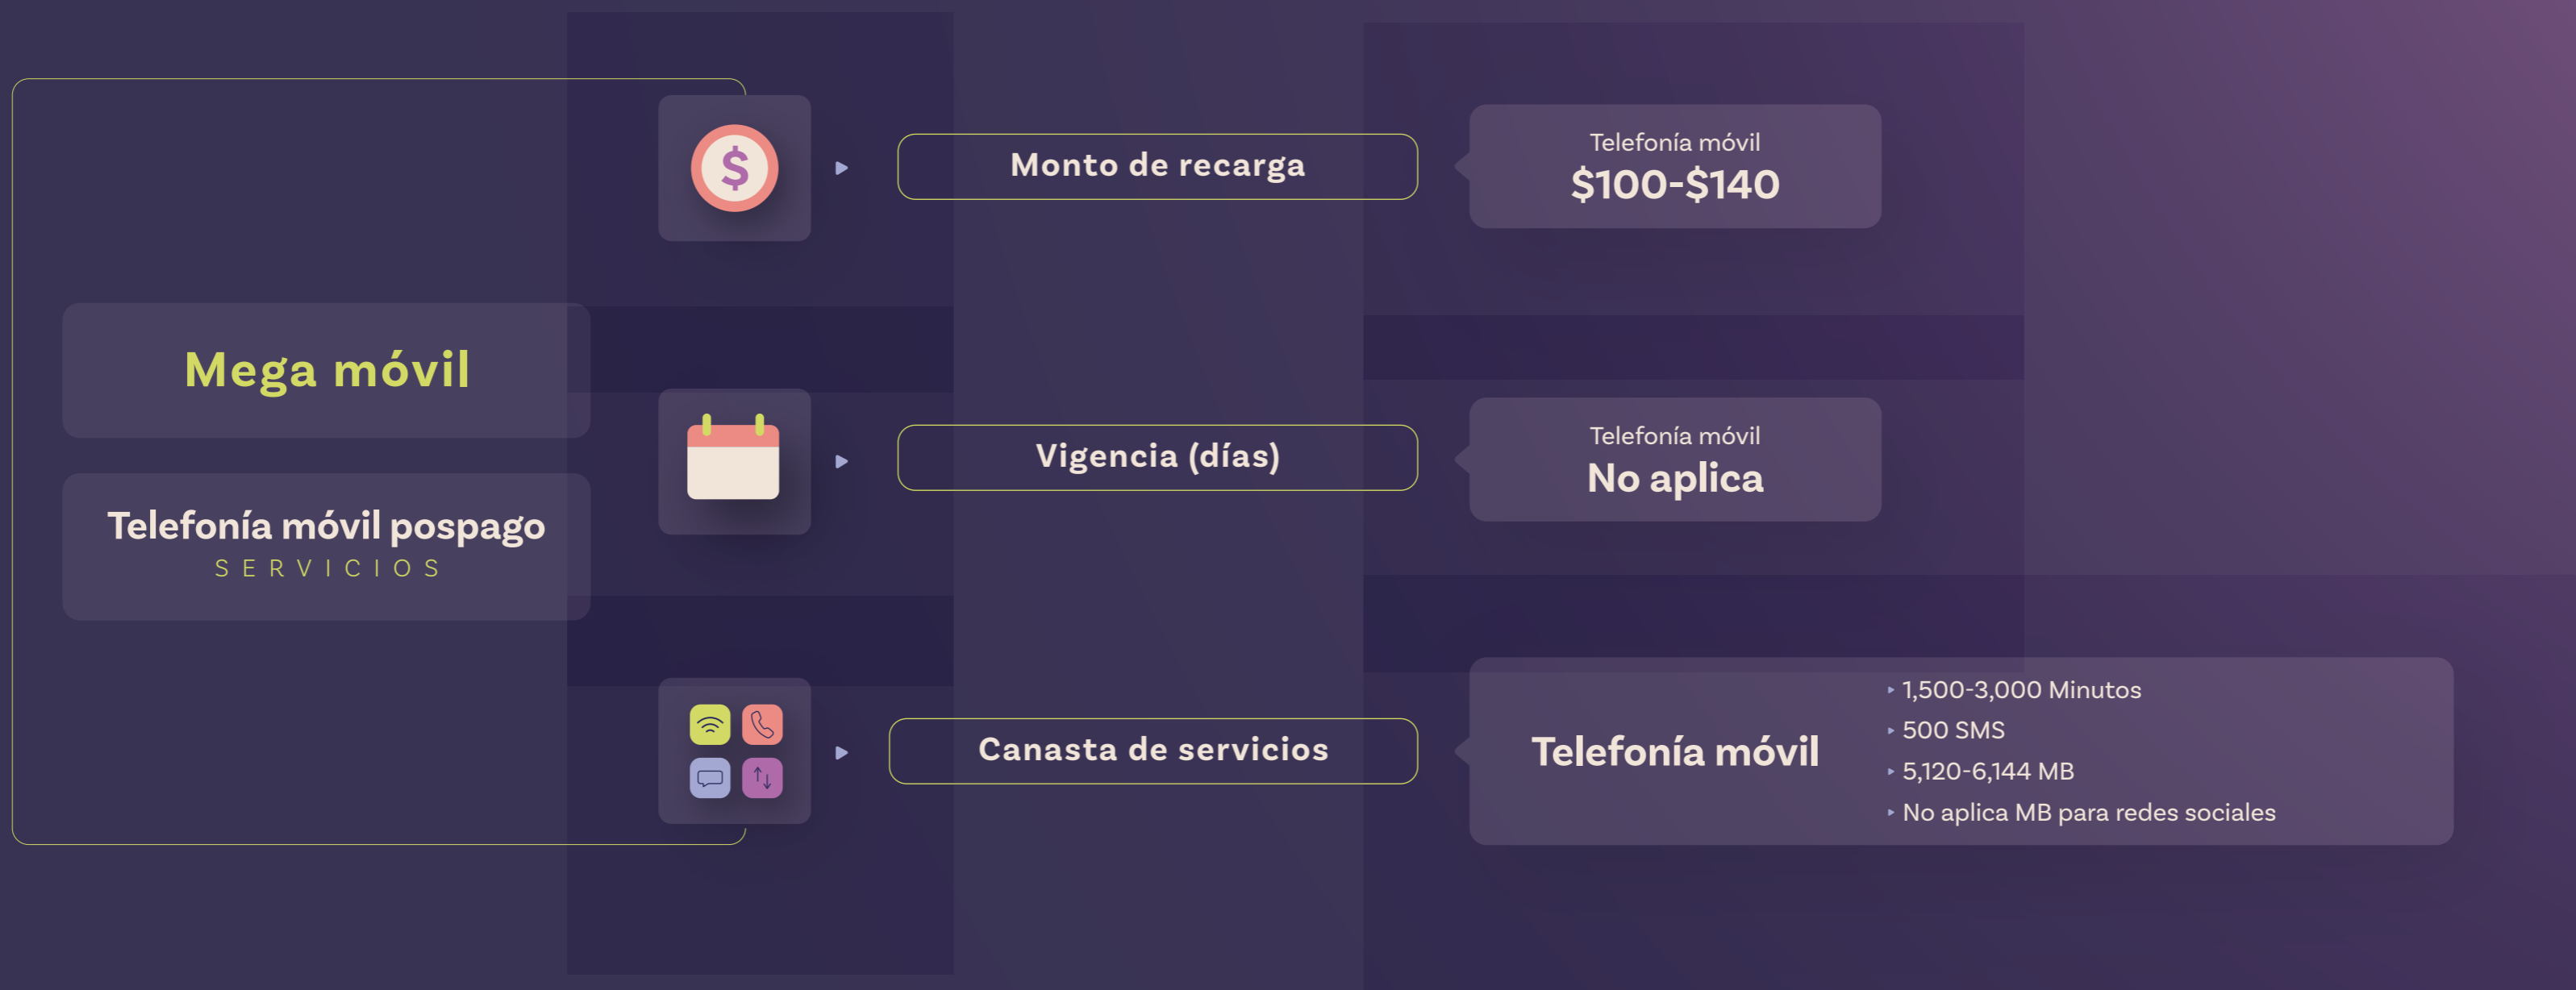 Mega móvil
Telefonía móvil pospago
SERVICIOS
$
Monto de recarga
Telefonía móvil
$100-$140
Vigencia (días)
Telefonía móvil
No aplica
Canasta de servicios
Telefonía móvil
1,500-3,000 Minutos
500 SMS
5,120-6,144 MB
No aplica MB para redes sociales